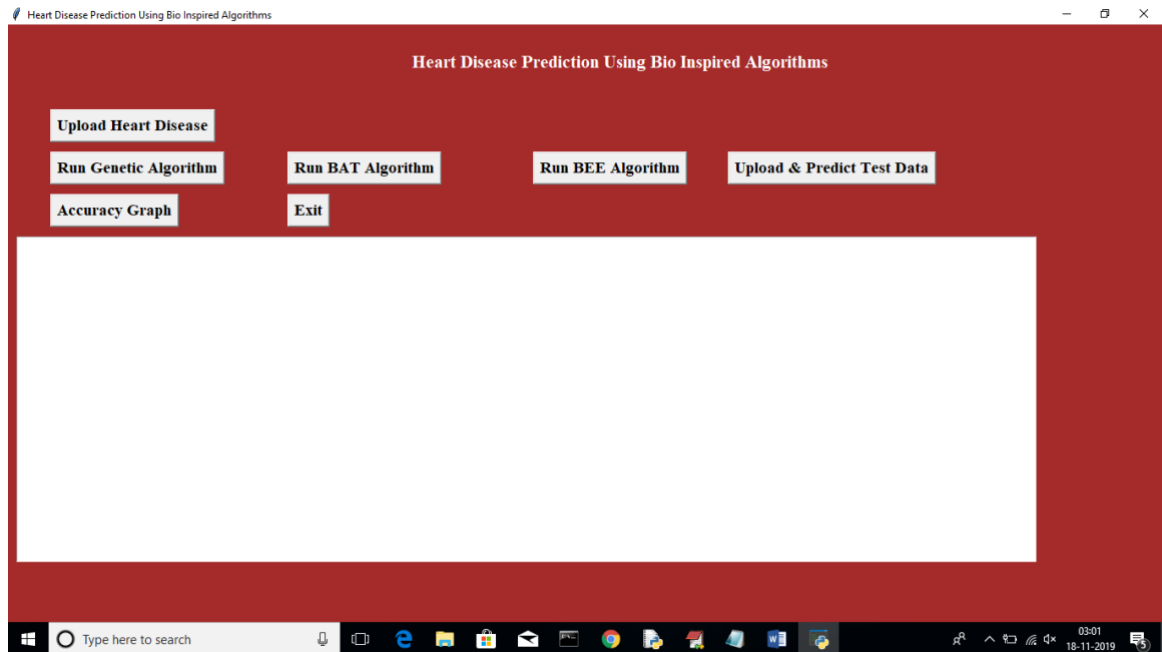 Heart Disease Prediction Using Bio Inspired Algorithms
Heart Disease Prediction Using Bio Inspired Algorithms
Upload Heart Disease
Run Genetic Algorithm Run BAT Algorithm Run BEE Algorithm Upload & Predict Test Data
Accuracy Graph Exit
Type here to search
03:01
18-11-2019
5